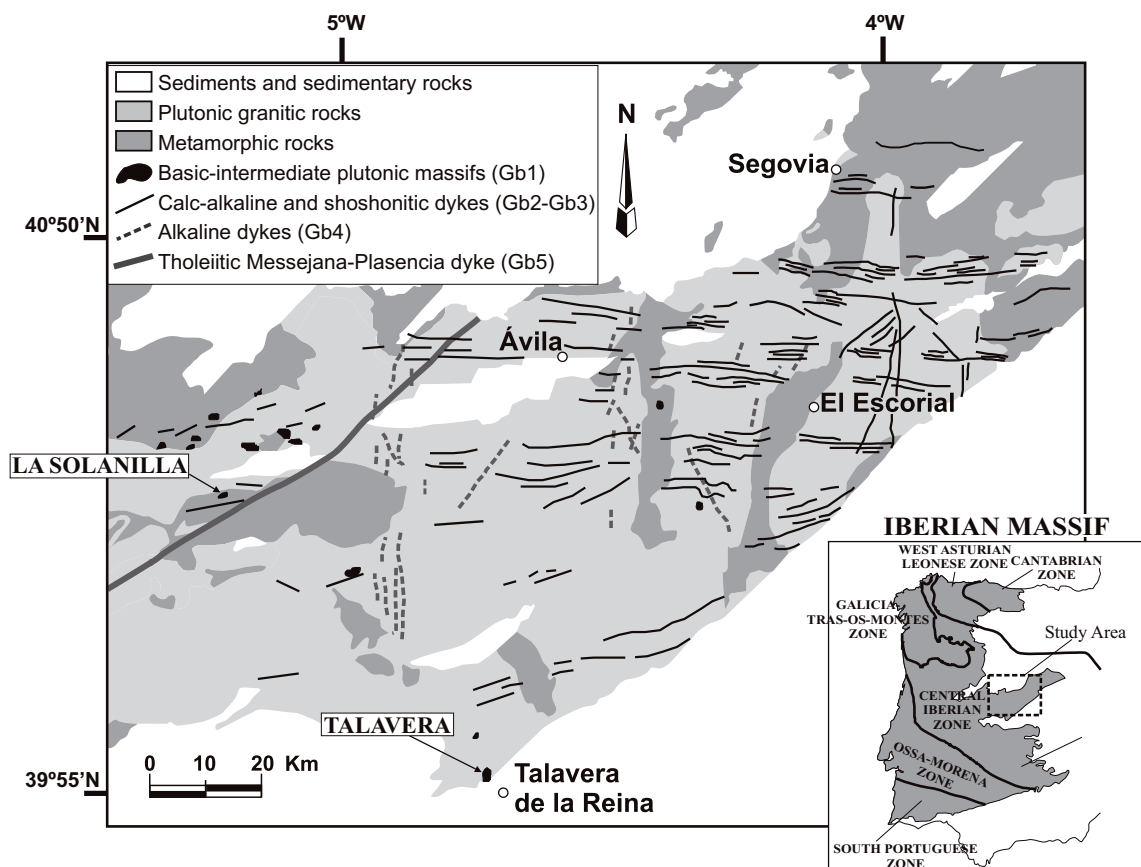 5ºW
4ºW
Sediments and sedimentary rocks
Plutonic granitic rocks
Metamorphic rocks
Basic-intermediate plutonic massifs (Gb1)
Calc-alkaline and shoshonitic dykes (Gb2-Gb3)
Alkaline dykes (Gb4)
Tholeiitic Messejana-Plasencia dyke (Gb5)
N
Segovia
40º50’N
Ávila
El Escorial
LA SOLANILLA
TALAVERA
0 10 20 Km
39º55’N
Talavera
de la Reina
IBERIAN MASSIF
WEST ASTURIAN
LEONESE ZONE
CANTABRIAN
ZONE
GALICIA
TRAS-OS-MONTES
ZONE
Study Area
CENTRAL
IBERIAN
ZONE
OSSA-MORENA
ZONE
SOUTH PORTUGUESE
ZONE